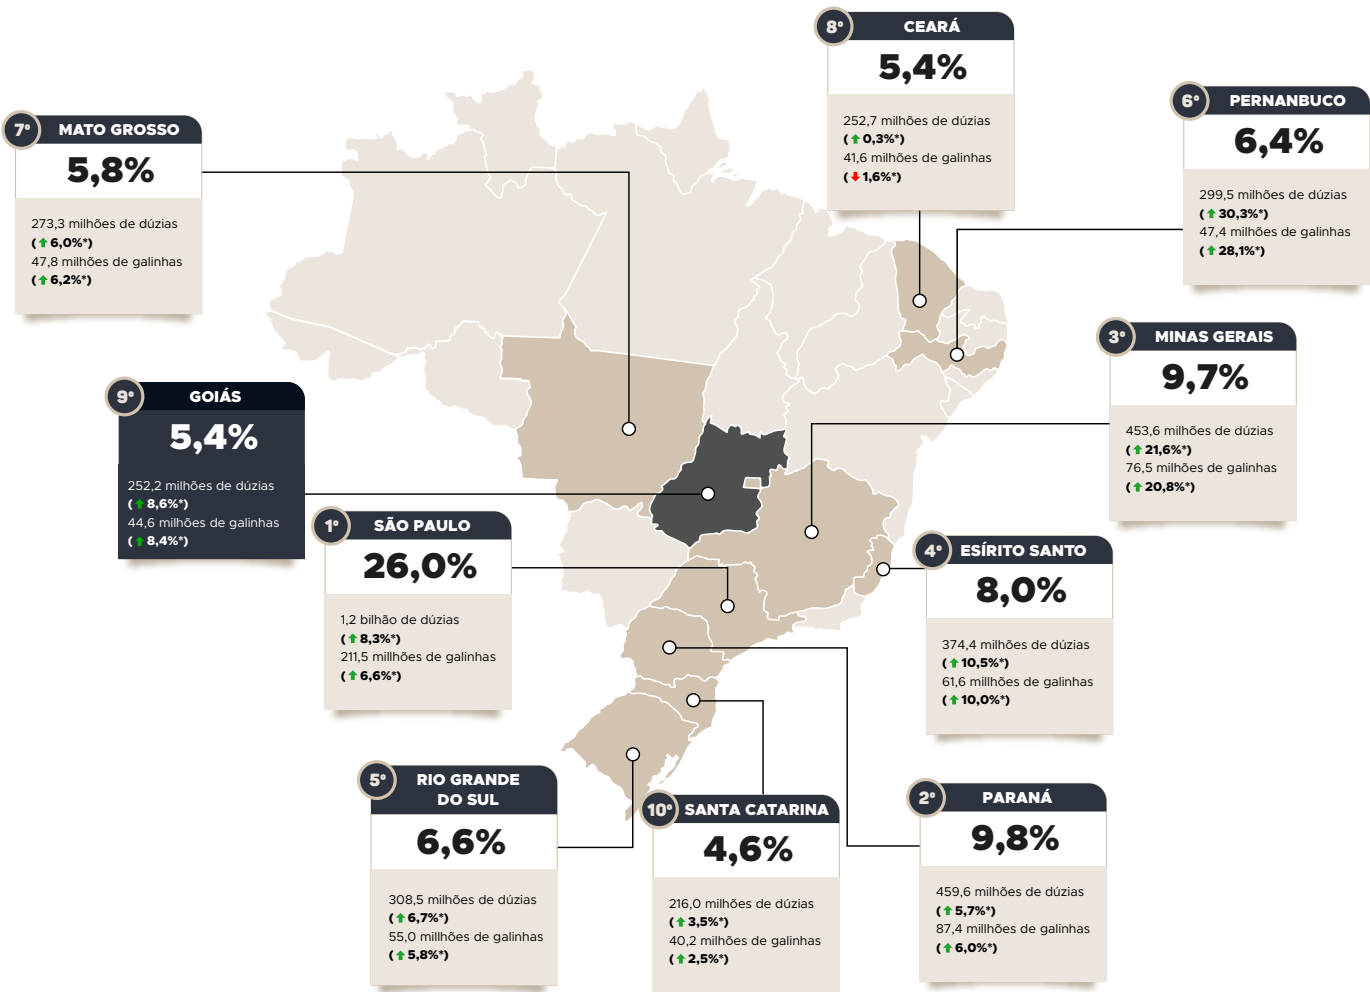 8º
CEARÁ
5,4%
252,7 milhões de dúzias
(0,3%*)
41,6 milhões de galinhas
(1,6%*)
6º
PERNANBUCO
6,4%
299,5 milhões de dúzias
(30,3%*)
47,4 milhões de galinhas
(28,1%*)
7º
MATO GROSSO
5,8%
273,3 milhões de dúzias
(6,0%*)
47,8 milhões de galinhas
(6,2%*)
3º
MINAS GERAIS
9,7%
453,6 milhões de dúzias
(21,6%*)
76,5 milhões de galinhas
(20,8%*)
9º
GOIÁS
5,4%
252,2 milhões de dúzias
(8,6%*)
44,6 milhões de galinhas
(8,4%*)
1º
SÃO PAULO
26,0%
1,2 bilhão de dúzias
(8,3%*)
211,5 millhões de galinhas
(6,6%*)
4º
ESÍRITO SANTO
8,0%
374,4 milhões de dúzias
(10,5%*)
61,6 millhões de galinhas
(10,0%*)
5º
RIO GRANDE
DO SUL
6,6%
308,5 milhões de dúzias
(6,7%*)
55,0 millhões de galinhas
(5,8%*)
10º
SANTA CATARINA
4,6%
216,0 milhões de dúzias
(3,5%*)
40,2 milhões de galinhas
(2,5%*)
2º
PARANÁ
9,8%
459,6 milhões de dúzias
(5,7%*)
87,4 millhões de galinhas
(6,0%*)